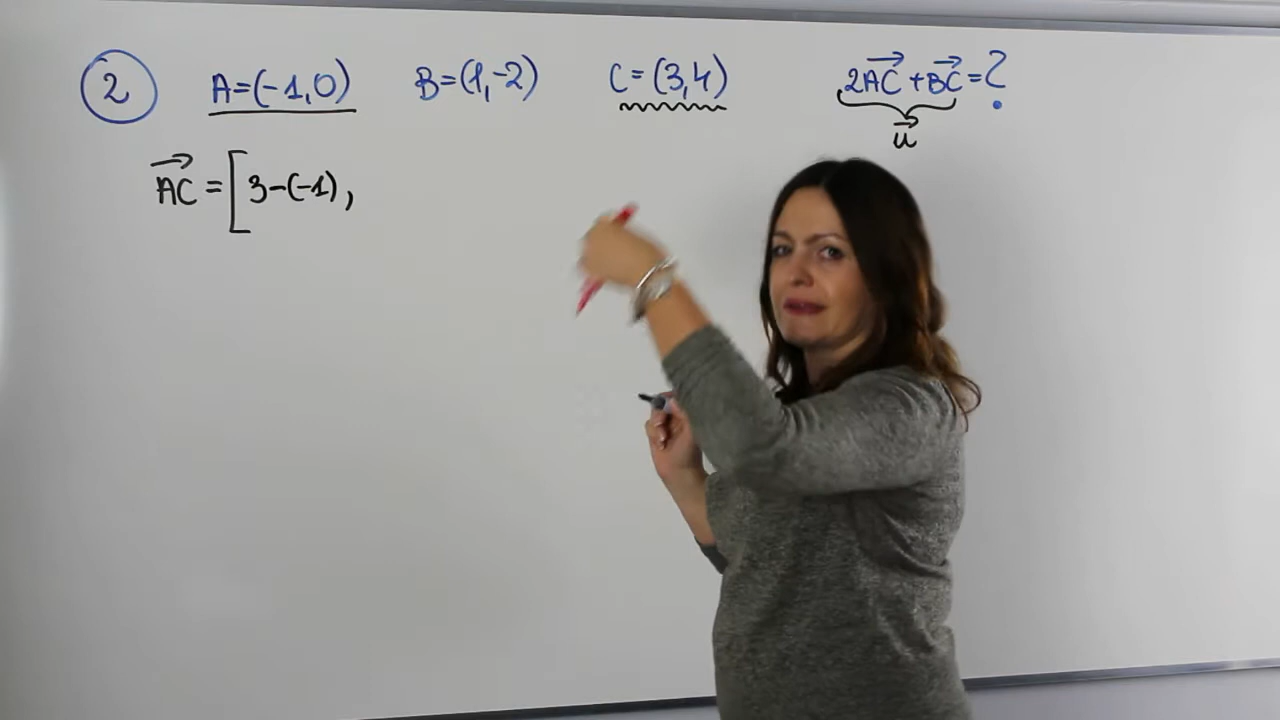 2 A=(-1,0) B=(1,-2) C=(3,4) 2AC⃗ + BC⃗ = ?
u⃗
AC⃗ = [ 3-(-1),